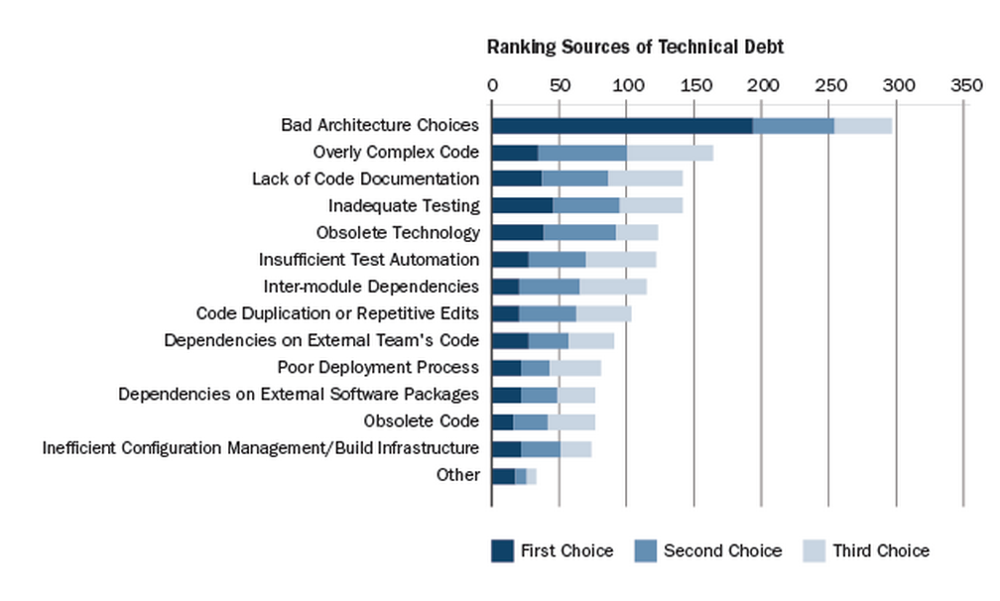 Ranking Sources of Technical Debt
0 50 100 150 200 250 300 350
Bad Architecture Choices
Overly Complex Code
Lack of Code Documentation
Inadequate Testing
Obsolete Technology
Insufficient Test Automation
Inter-module Dependencies
Code Duplication or Repetitive Edits
Dependencies on External Team's Code
Poor Deployment Process
Dependencies on External Software Packages
Obsolete Code
Inefficient Configuration Management/Build Infrastructure
Other
First Choice Second Choice Third Choice